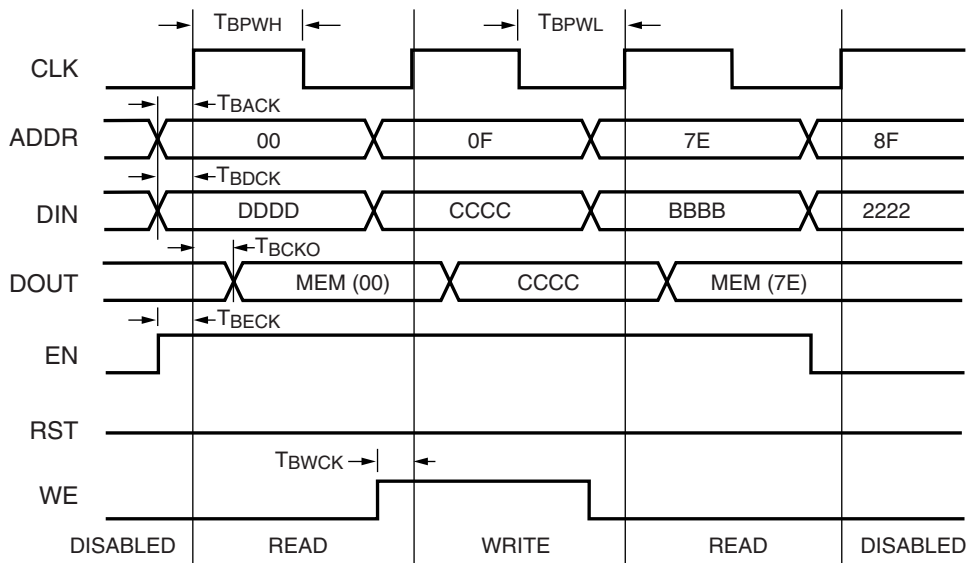 TBPWH TBPWL
CLK
TBACK
ADDR 00 0F 7E 8F
TBDCK
DIN DDDD CCCC BBBB 2222
TBCKO
DOUT MEM (00) CCCC MEM (7E)
TBECK
EN
RST
TBWCK
WE
DISABLED READ WRITE READ DISABLED